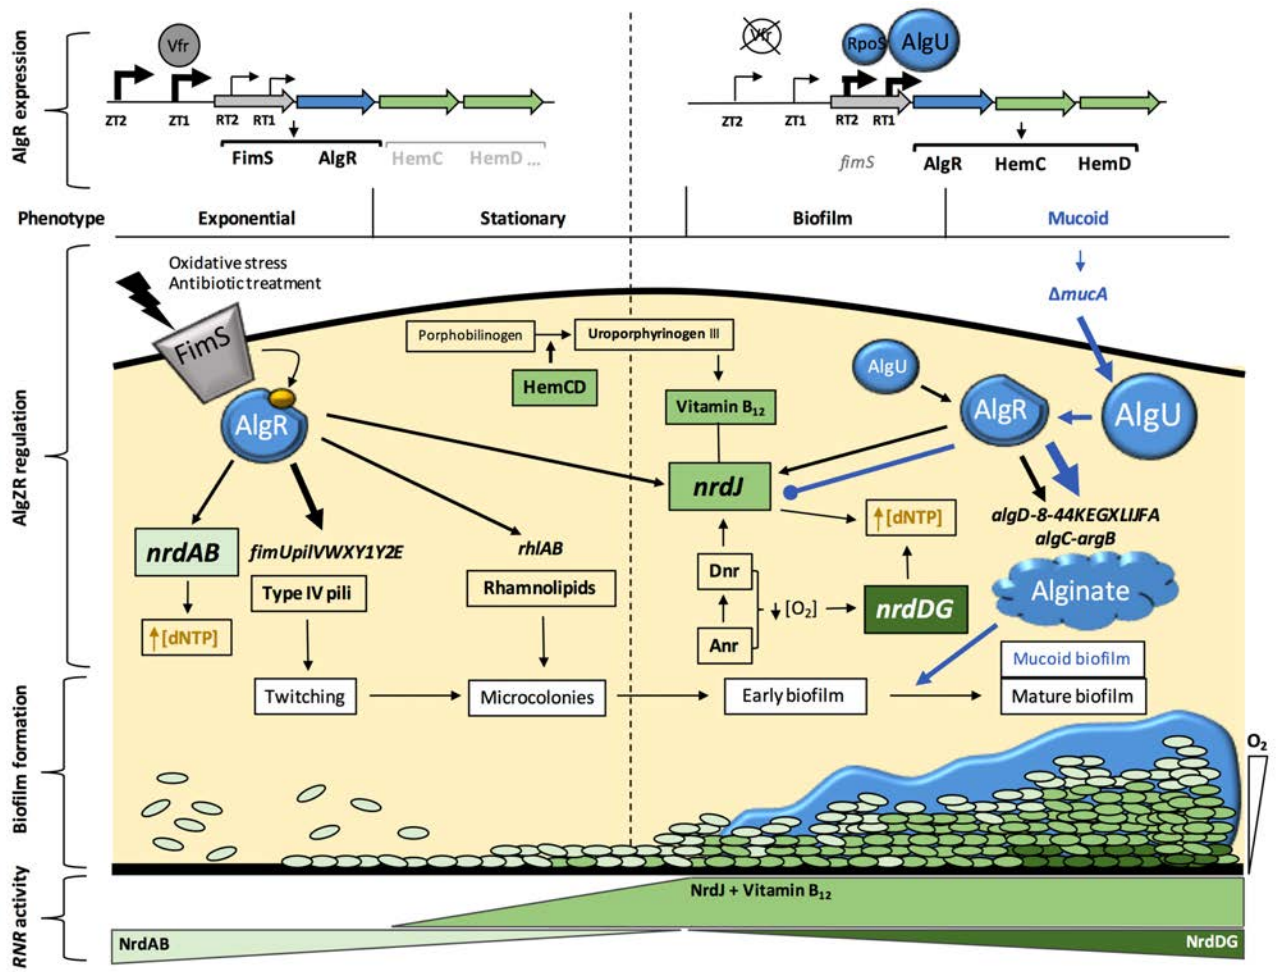 AlgR expression
Vfr
ZT2
ZT1
RT2
RT1
FimS
AlgR
HemC
HemD ...
Vfr
RpoS
AlgU
ZT2
ZT1
RT2
RT1
fimS
AlgR
HemC
HemD
Phenotype
Exponential
Stationary
Biofilm
Mucoid
AlgZR regulation
Oxidative stress
Antibiotic treatment
FimS
AlgR
ΔmucA
Porphobilinogen
Uroporphyrinogen III
HemCD
Vitamin B12
AlgU
AlgR
AlgU
nrdJ
nrdAB
fimUpilVWXY1Y2E
rhlAB
Type IV pili
Rhamnolipids
↑[dNTP]
↑[dNTP]
algD-8-44KEGXLIJFA
algC-argB
Alginate
Dnr
Anr
↓[O2]
nrdDG
Mucoid biofilm
Twitching
Microcolonies
Early biofilm
Mature biofilm
Biofilm formation
O2
RNR activity
NrdJ + Vitamin B12
NrdAB
NrdDG